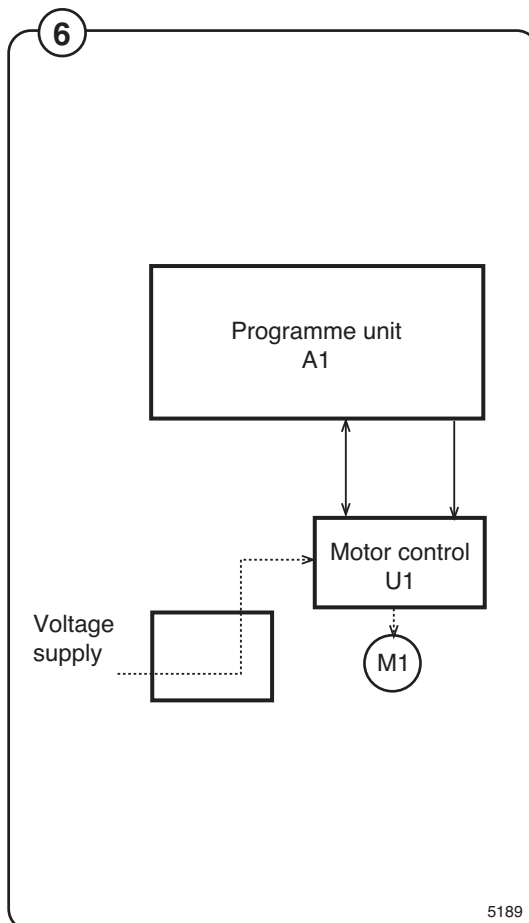 6
Programme unit
A1
Motor control
U1
Voltage
supply
M1
5189